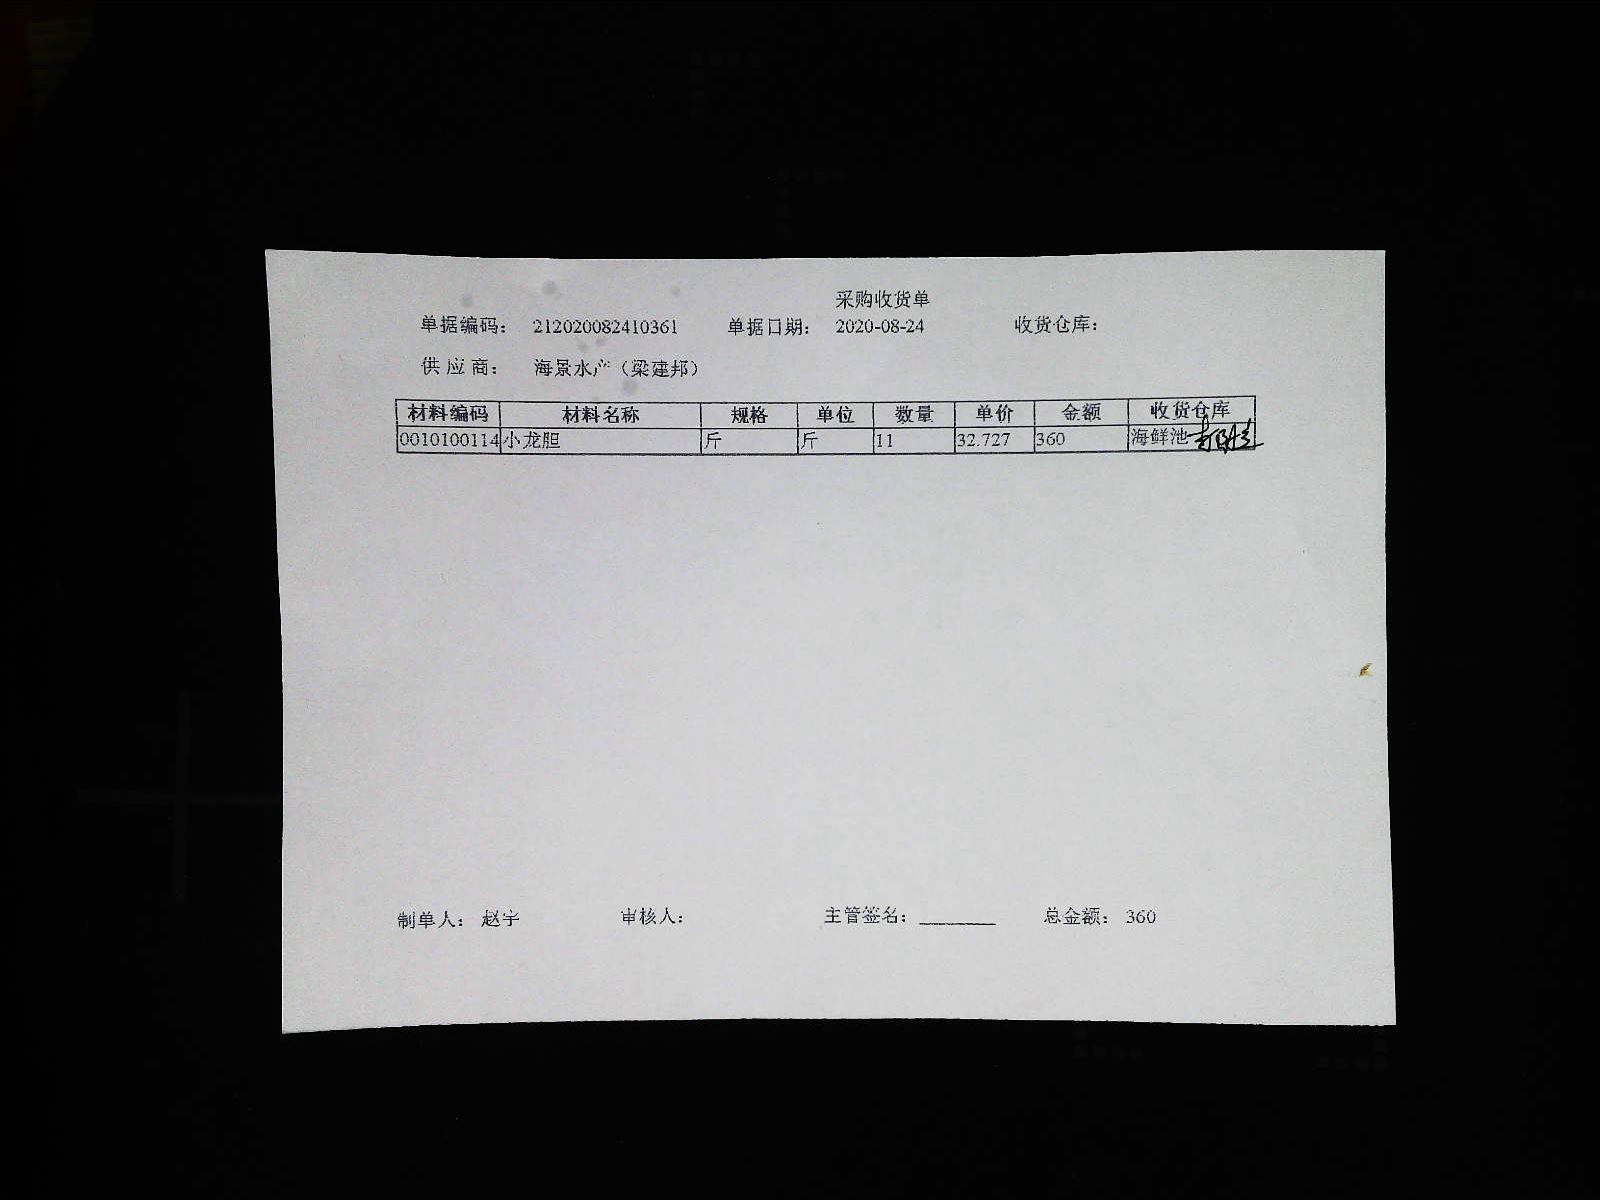 采购收货单
单据编码： 212020082410361 单据日期： 2020-08-24 收货仓库：
供应商： 海景水产（梁建邦）
材料编码 材料名称 规格 单位 数量 单价 金额 收货仓库
0010100114 小龙胆 斤 斤 11 32.727 360 海鲜池
制单人： 赵宇 审核人： 主管签名： ________ 总金额： 360